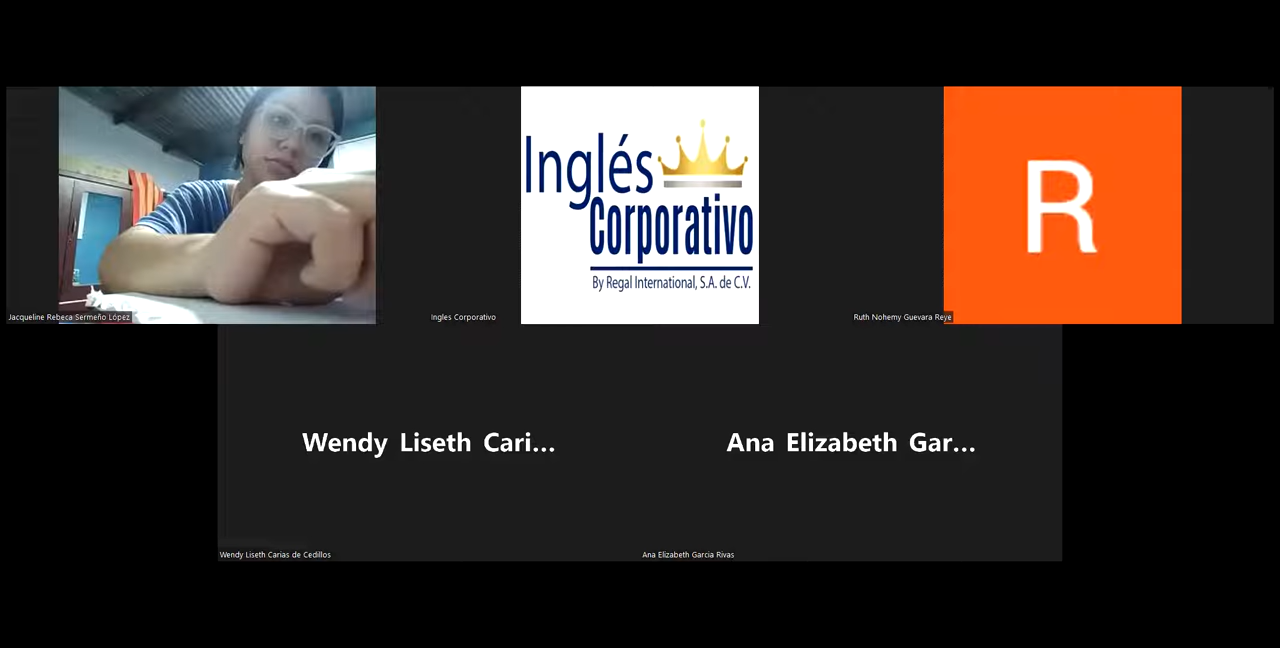 Inglés
Corporativo
By Regal International, S.A. de C.V.
R
Jacqueline Rebeca Sermeño López
Ingles Corporativo
Ruth Nohemy Guevara Reye
Wendy Liseth Cari...
Ana Elizabeth Gar...
Wendy Liseth Carias de Cedillos
Ana Elizabeth Garcia Rivas